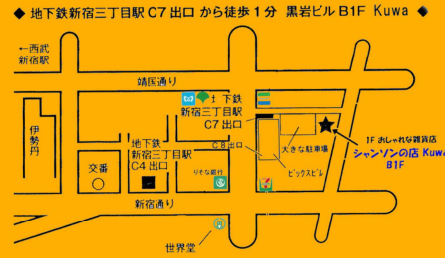 ◆ 地下鉄新宿三丁目駅 C7 出口 から徒歩1分 黒岩ビル B1F Kuwa ◆
←西武
新宿駅
靖国通り
地下鉄
新宿三丁目駅
C7 出口
伊勢丹
地下鉄
新宿三丁目駅
C4 出口
C8 出口
大きな駐車場
1F おしゃれな雑貨店
シャンソンの店 Kuwa
B1F
交番
りそな銀行
ビックスビル
新宿通り
世界堂